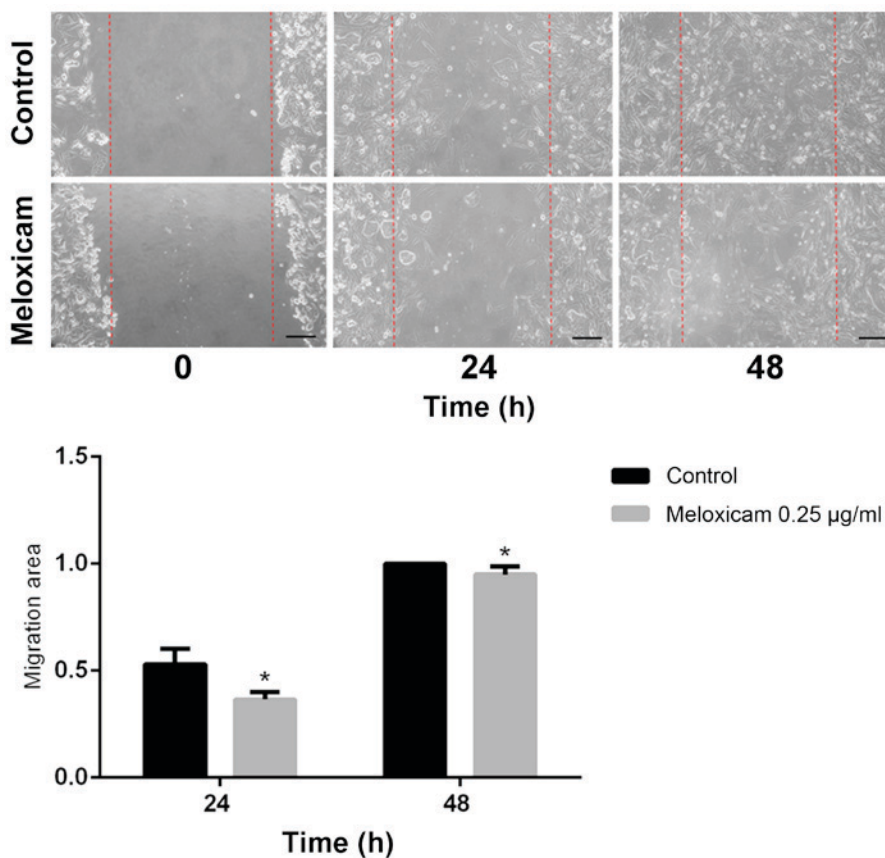 Control
Meloxicam
0 24 48
Time (h)
1.5
1.0
0.5
0.0
Migration area
*
*
24 48
Time (h)
Control
Meloxicam 0.25 µg/ml